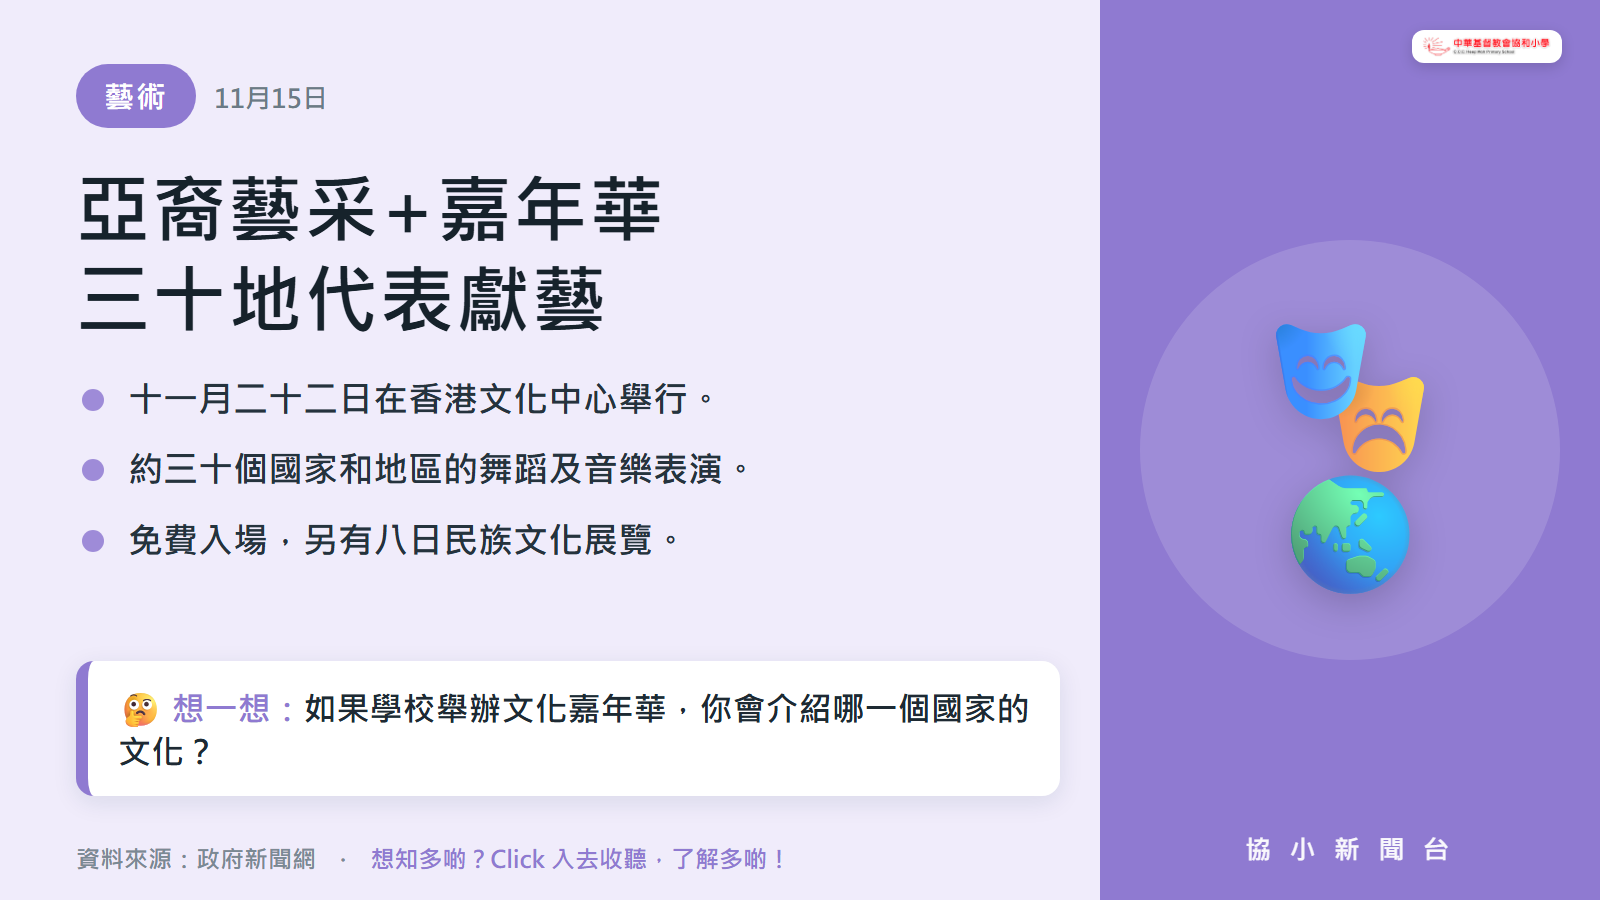 藝術
11月15日
中華基督教會協和小學
亞裔藝采+嘉年華
三十地代表獻藝
十一月二十二日在香港文化中心舉行。
約三十個國家和地區的舞蹈及音樂表演。
免費入場，另有八日民族文化展覽。
想一想：如果學校舉辦文化嘉年華，你會介紹哪一個國家的
文化？
資料來源：政府新聞網 · 想知多啲？Click 入去收聽，了解多啲！
協小新聞台